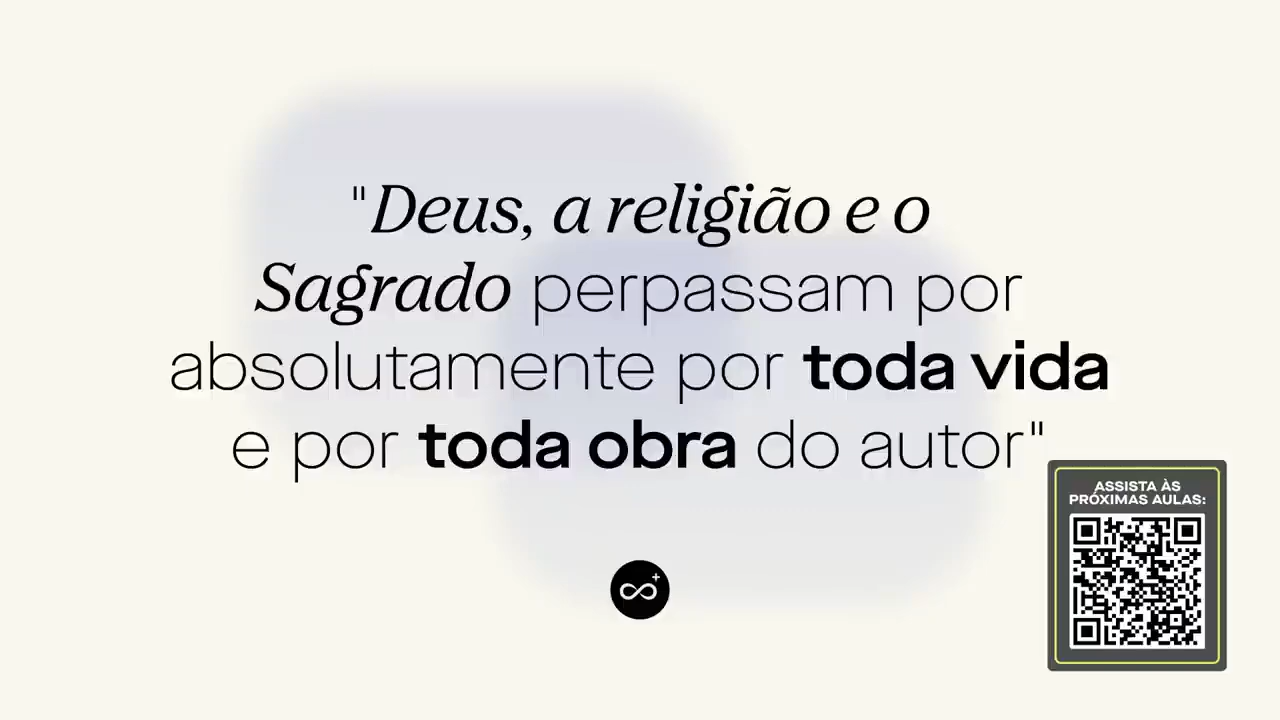 "Deus, a religião e o
Sagrado perpassam por
absolutamente por toda vida
e por toda obra do autor"
ASSISTA ÀS
PRÓXIMAS AULAS: